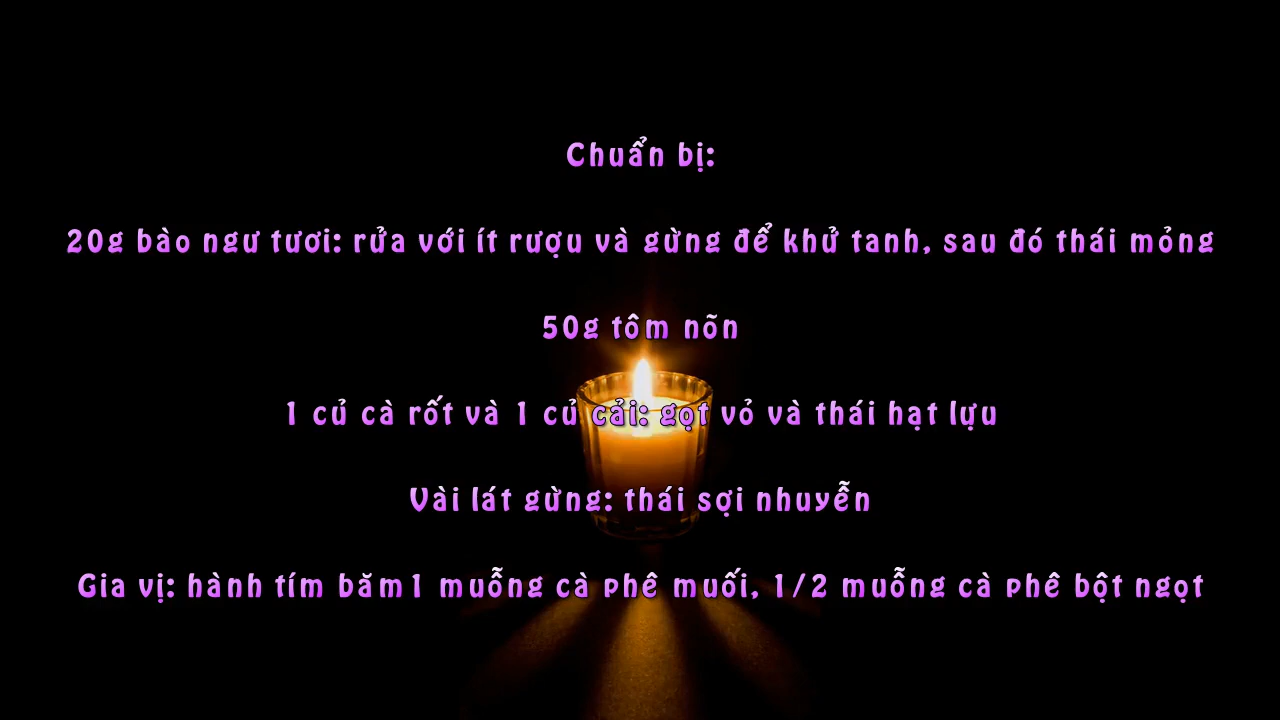 Chuẩn bị:
20g bào ngư tươi: rửa với ít rượu và gừng để khử tanh, sau đó thái mỏng
50g tôm nõn
1 củ cà rốt và 1 củ cải: gọt vỏ và thái hạt lựu
Vài lát gừng: thái sợi nhuyễn
Gia vị: hành tím băm1 muỗng cà phê muối, 1/2 muỗng cà phê bột ngọt